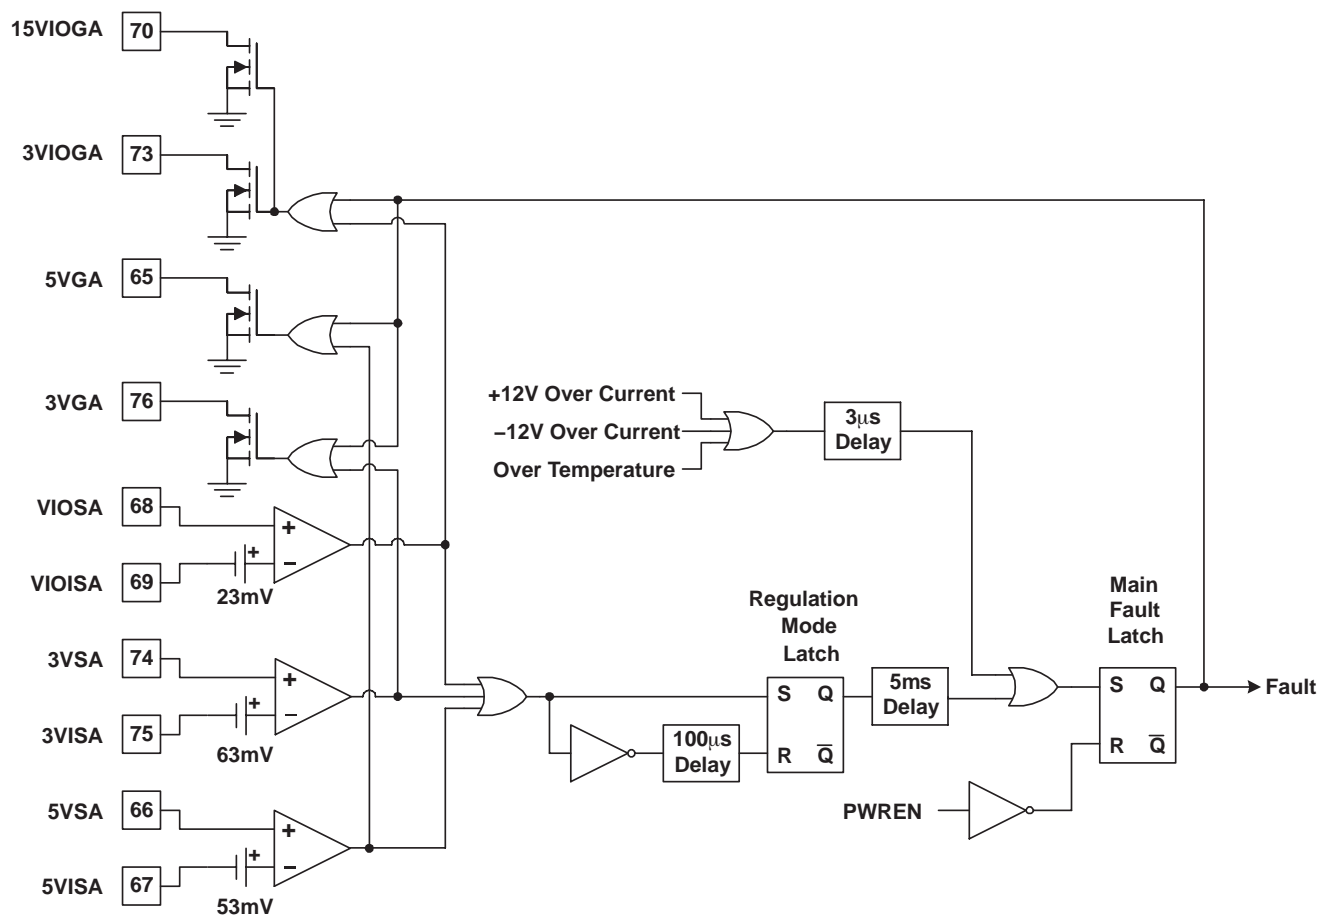 15VIOGA 70
3VIOGA 73
5VGA 65
3VGA 76
+12V Over Current
–12V Over Current
Over Temperature
3μs
Delay
VIOSA 68
+
–
+
VIOISA 69
23mV
3VSA 74
+
–
+
3VISA 75
63mV
5VSA 66
+
–
+
5VISA 67
53mV
100μs
Delay
Regulation
Mode
Latch
S Q
R Q̅
5ms
Delay
Main
Fault
Latch
S Q
R Q̅
Fault
PWREN